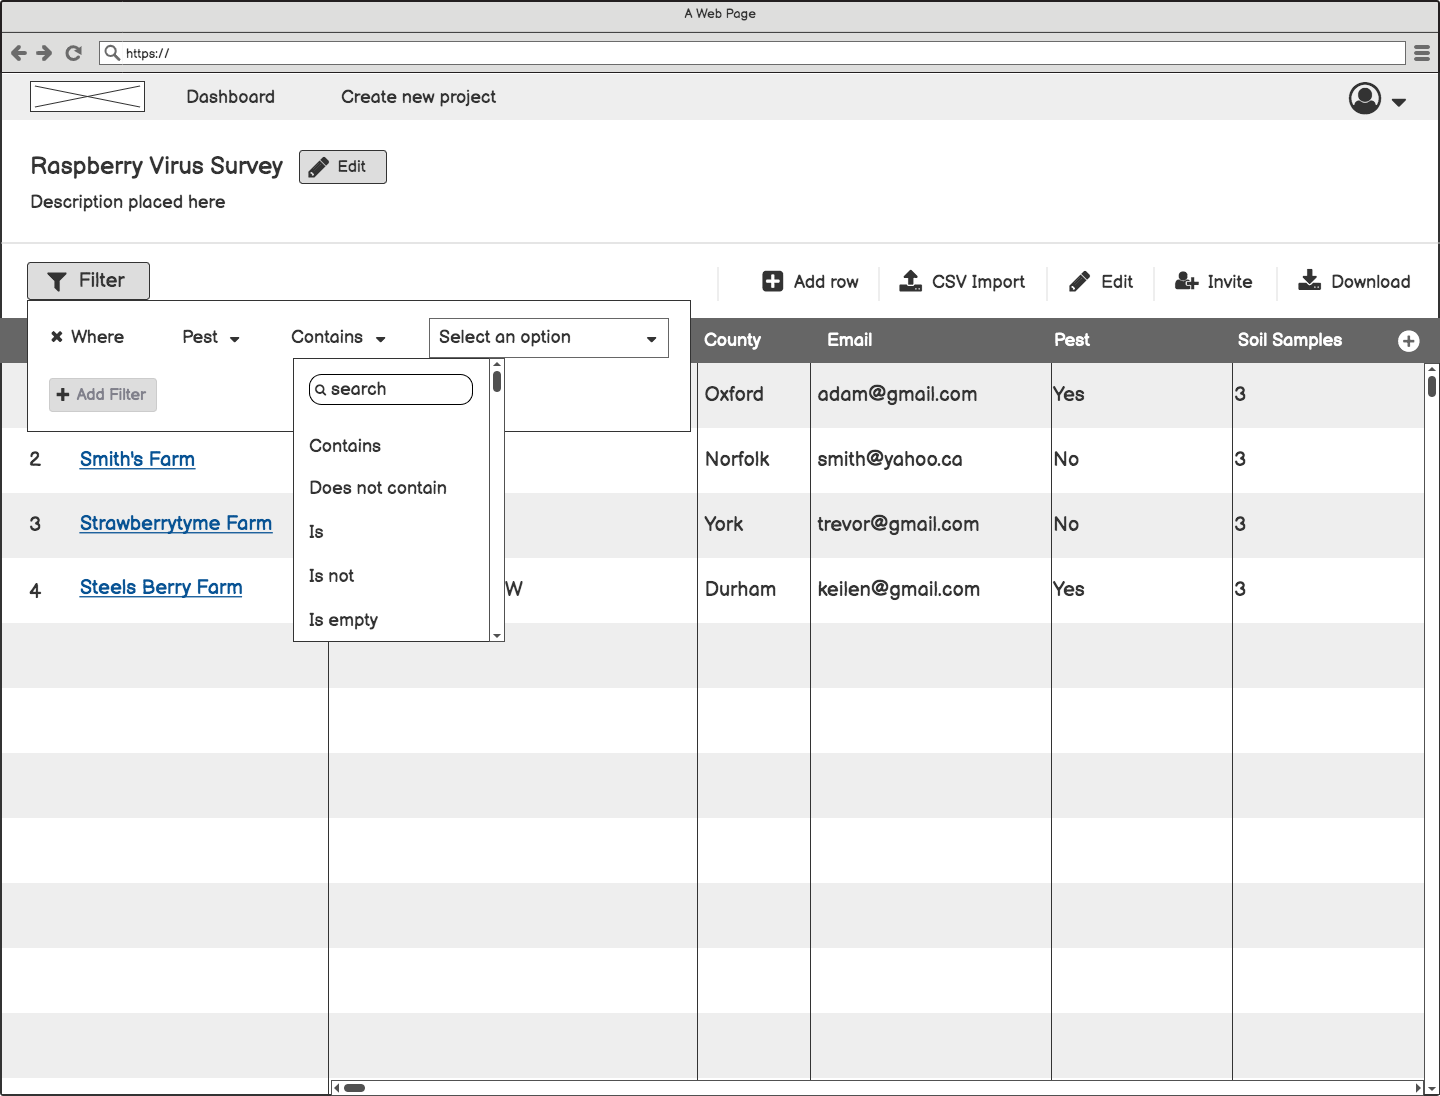 A Web Page
https://
Dashboard Create new project
Raspberry Virus Survey Edit
Description placed here
Filter Add row CSV Import Edit Invite Download
Where Pest Contains Select an option County Email Pest Soil Samples
search
Add Filter Oxford adam@gmail.com Yes 3
Contains
2 Smith's Farm Norfolk smith@yahoo.ca No 3
Does not contain
3 Strawberrytyme Farm York trevor@gmail.com No 3
Is
Is not
4 Steels Berry Farm W Durham keilen@gmail.com Yes 3
Is empty